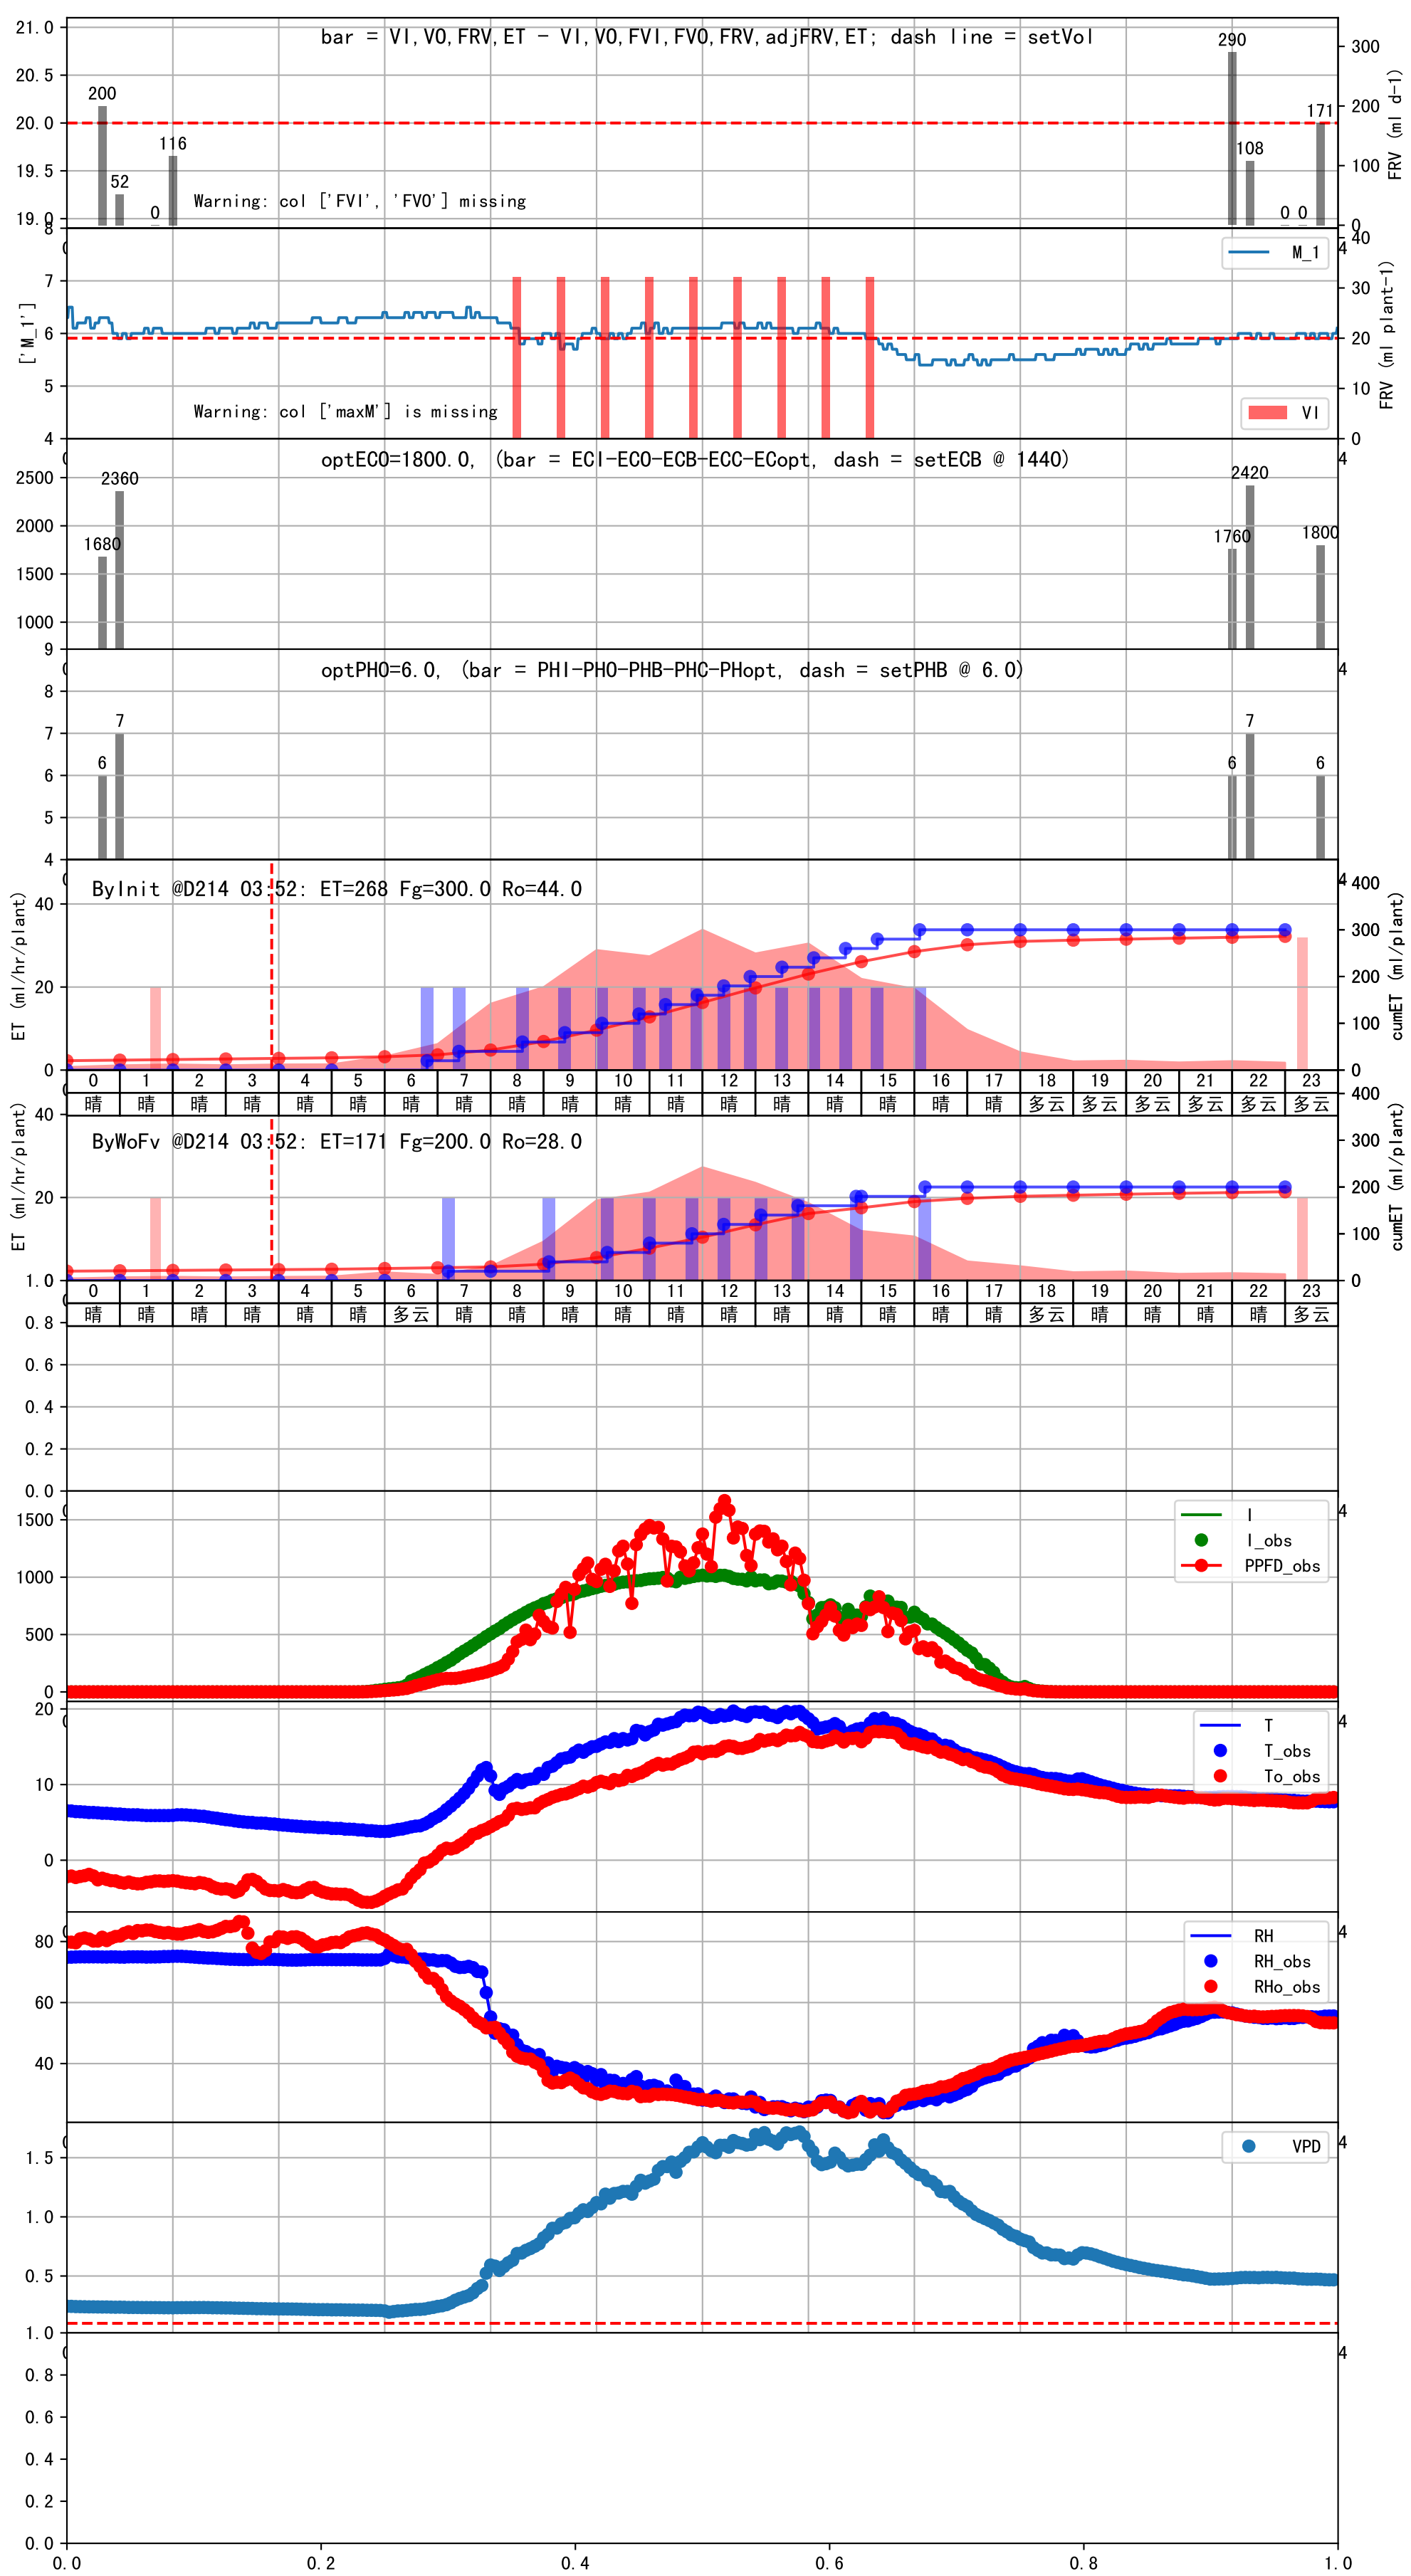 bar = VI,VO,FRV,ET - VI,VO,FVI,FVO,FRV,adjFRV,ET; dash line = setVol
21.0
20.5
20.0
19.5
19.0
300
200
100
0
FRV (ml d-1)
200
52
0
116
290
108
0
0
171
Warning: col ['FVI', 'FVO'] missing
8
7
6
5
4
['M_1']
M_1
VI
40
30
20
10
0
FRV (ml plant-1)
Warning: col ['maxM'] is missing
optECO=1800.0, (bar = ECI-ECO-ECB-ECC-ECopt, dash = setECB @ 1440)
2500
2000
1500
1000
1680
2360
1760
2420
1800
optPHO=6.0, (bar = PHI-PHO-PHB-PHC-PHopt, dash = setPHB @ 6.0)
9
8
7
6
5
4
6
7
6
7
6
ByInit @D214 03:52: ET=268 Fg=300.0 Ro=44.0
ET (ml/hr/plant)
40
20
0
400
300
200
100
0
cumET (ml/plant)
0 1 2 3 4 5 6 7 8 9 10 11 12 13 14 15 16 17 18 19 20 21 22 23
晴 晴 晴 晴 晴 晴 晴 晴 晴 晴 晴 晴 晴 晴 晴 晴 晴 晴 多云 多云 多云 多云 多云 多云
ByWoFv @D214 03:52: ET=171 Fg=200.0 Ro=28.0
ET (ml/hr/plant)
40
20
400
300
200
100
0
cumET (ml/plant)
0 1 2 3 4 5 6 7 8 9 10 11 12 13 14 15 16 17 18 19 20 21 22 23
晴 晴 晴 晴 晴 晴 多云 晴 晴 晴 晴 晴 晴 晴 晴 晴 晴 晴 多云 晴 晴 晴 晴 多云
1.0
0.8
0.6
0.4
0.2
0.0
1500
1000
500
0
I
I_obs
PPFD_obs
20
10
0
T
T_obs
To_obs
80
60
40
RH
RH_obs
RHo_obs
1.5
1.0
0.5
VPD
1.0
0.8
0.6
0.4
0.2
0.0
0.0 0.2 0.4 0.6 0.8 1.0